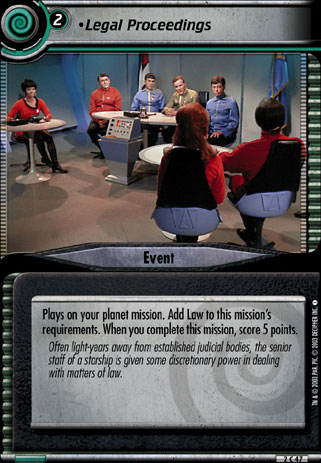 2
•Legal Proceedings
Event
Plays on your planet mission. Add Law to this mission's
requirements. When you complete this mission, score 5 points.
Often light-years away from established judicial bodies, the senior
staff of a starship is given some discretionary power in dealing
with matters of law.
TM & © 2003 PAR. PIC. © 2003 DECIPHER INC.
2 C 47